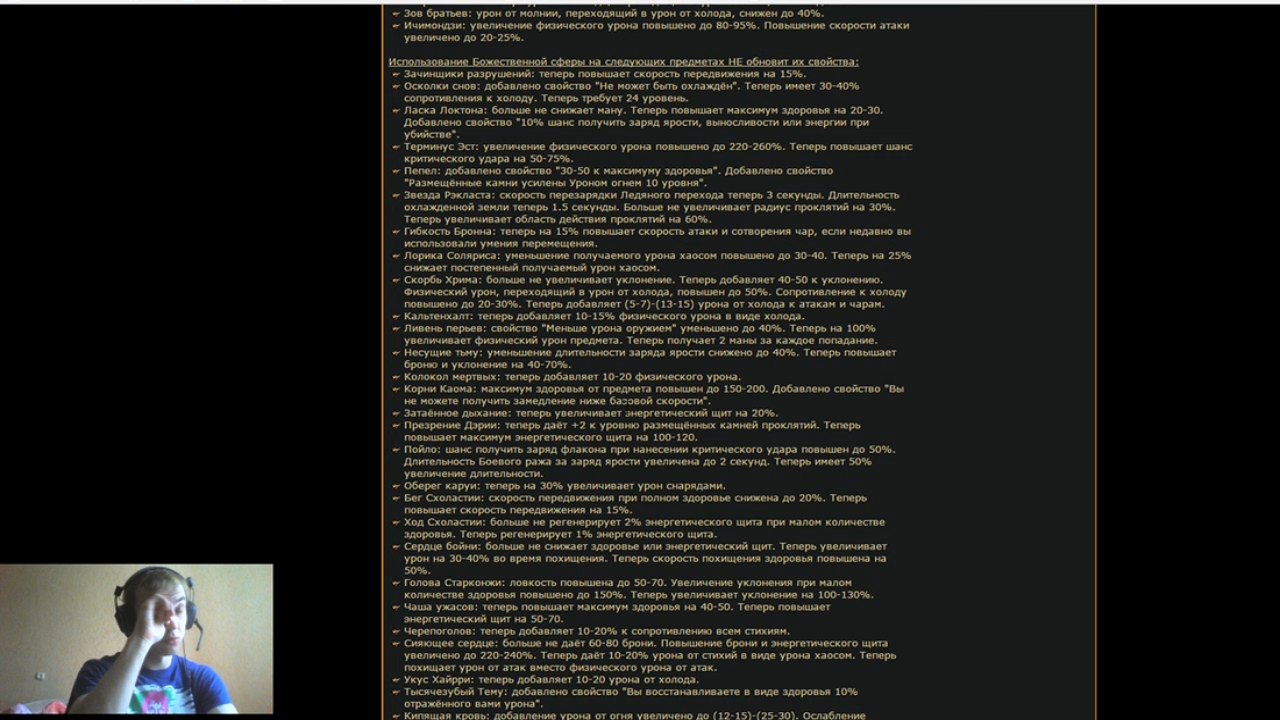 Зов братьев: урон от молнии, переходящий в урон от холода, снижен до 40%.
Ичимондзи: увеличение физического урона повышено до 80-95%. Повышение скорости атаки
увеличено до 20-25%.
Использование Божественной сферы на следующих предметах НЕ обновит их свойства:
Зачинщики разрушений: теперь повышает скорость передвижения на 15%.
Осколки снов: добавлено свойство "Не может быть охлаждён". Теперь имеет 30-40%
сопротивления к холоду. Теперь требует 24 уровень.
Ласка Локтона: больше не снижает ману. Теперь повышает максимум здоровья на 20-30.
Добавлено свойство "10% шанс получить заряд ярости, выносливости или энергии при
убийстве".
Терминус Эст: увеличение физического урона повышено до 220-260%. Теперь повышает шанс
критического удара на 50-75%.
Пепел: добавлено свойство "30-50 к максимуму здоровья". Добавлено свойство
"Размещённые камни усилены Уроном огнем 10 уровня".
Звезда Рэкласта: скорость перезарядки Ледяного перехода теперь 3 секунды. Длительность
охлажденной земли теперь 1.5 секунды. Больше не увеличивает радиус проклятий на 30%.
Теперь увеличивает область действия проклятий на 60%.
Гибкость Бронна: теперь на 15% повышает скорость атаки и сотворения чар, если недавно вы
использовали умения перемещения.
Лорика Соляриса: уменьшение получаемого урона хаосом повышено до 30-40. Теперь на 25%
снижает постепенный получаемый урон хаосом.
Скорбь Хрима: больше не увеличивает уклонение. Теперь добавляет 40-50 к уклонению.
Физический урон, переходящий в урон от холода, повышен до 50%. Сопротивление к холоду
повышено до 20-30%. Теперь добавляет (5-7)-(13-15) урона от холода к атакам и чарам.
Кальтенхалт: теперь добавляет 10-15% физического урона в виде холода.
Ливень перьев: свойство "Меньше урона оружием" уменьшено до 40%. Теперь на 100%
увеличивает физический урон предмета. Теперь получает 2 маны за каждое попадание.
Несущие тьму: уменьшение длительности заряда ярости снижено до 40%. Теперь повышает
броню и уклонение на 40-70%.
Колокол мертвых: теперь добавляет 10-20 физического урона.
Корни Каома: максимум здоровья от предмета повышен до 150-200. Добавлено свойство "Вы
не можете получить замедление ниже базовой скорости".
Затаённое дыхание: теперь увеличивает энергетический щит на 20%.
Презрение Дэрии: теперь даёт +2 к уровню размещённых камней проклятий. Теперь
повышает максимум энергетического щита на 100-120.
Пойло: шанс получить заряд флакона при нанесении критического удара повышен до 50%.
Длительность Боевого ража за заряд ярости увеличена до 2 секунд. Теперь имеет 50%
увеличение длительности.
Оберег каруи: теперь на 30% увеличивает урон снарядами.
Бег Схоластии: скорость передвижения при полном здоровье снижена до 20%. Теперь
повышает скорость передвижения на 15%.
Ход Схоластии: больше не регенерирует 2% энергетического щита при малом количестве
здоровья. Теперь регенерирует 1% энергетического щита.
Сердце бойни: больше не снижает здоровье или энергетический щит. Теперь увеличивает
урон на 30-40% во время похищения. Теперь скорость похищения здоровья повышена на
50%.
Голова Старконжи: ловкость повышена до 50-70. Увеличение уклонения при малом
количестве здоровья повышено до 150%. Теперь увеличивает уклонение на 100-130%.
Чаша ужасов: теперь повышает максимум здоровья на 40-50. Теперь повышает
энергетический щит на 50-70.
Черепоголов: теперь добавляет 10-20% к сопротивлению всем стихиям.
Сияющее сердце: больше не даёт 60-80 брони. Повышение брони и энергетического щита
увеличено до 220-240%. Теперь даёт 10-20% урона от стихий в виде урона хаосом. Теперь
похищает урон от атак вместо физического урона от атак.
Укус Хайрри: теперь добавляет 10-20 урона от холода.
Тысячезубый Тему: добавлено свойство "Вы восстанавливаете в виде здоровья 10%
отражённого вами урона".
Кипящая кровь: добавление урона от огня увеличено до (12-15)-(25-30). Ослабление